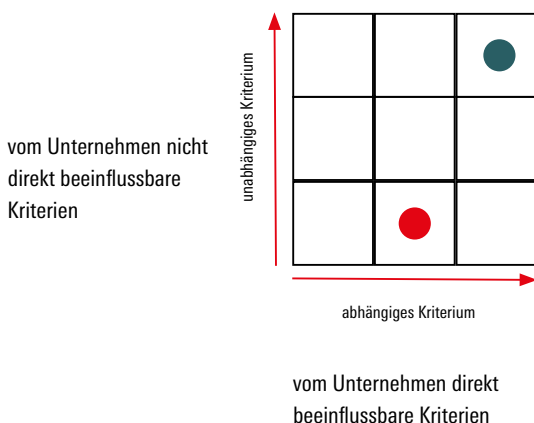 vom Unternehmen nicht
direkt beeinflussbare
Kriterien
unabhängiges Kriterium
abhängiges Kriterium
vom Unternehmen direkt
beeinflussbare Kriterien